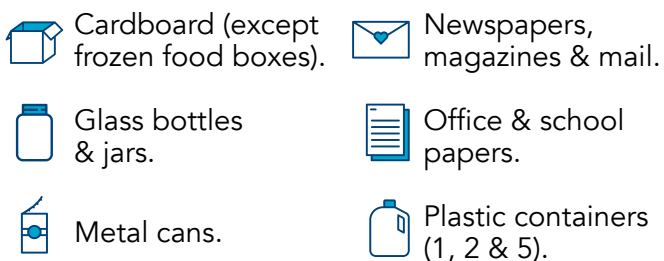 Cardboard (except
frozen food boxes).
Newspapers,
magazines & mail.
Glass bottles
& jars.
Office & school
papers.
Metal cans.
Plastic containers
(1, 2 & 5).